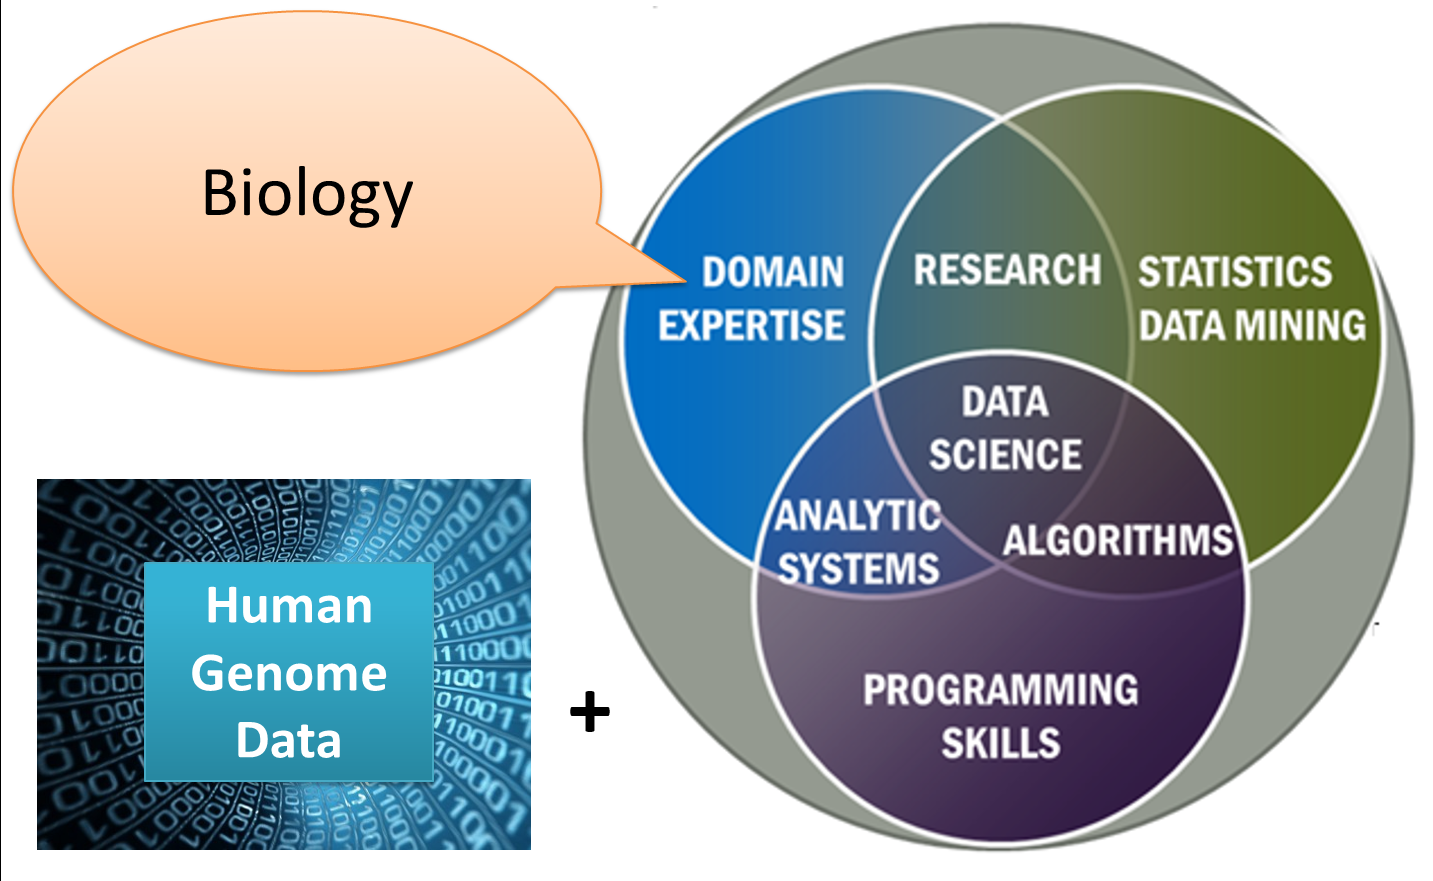 Biology
DOMAIN
EXPERTISE
RESEARCH
STATISTICS
DATA MINING
DATA
SCIENCE
ANALYTIC
SYSTEMS
ALGORITHMS
PROGRAMMING
SKILLS
Human
Genome
Data
+